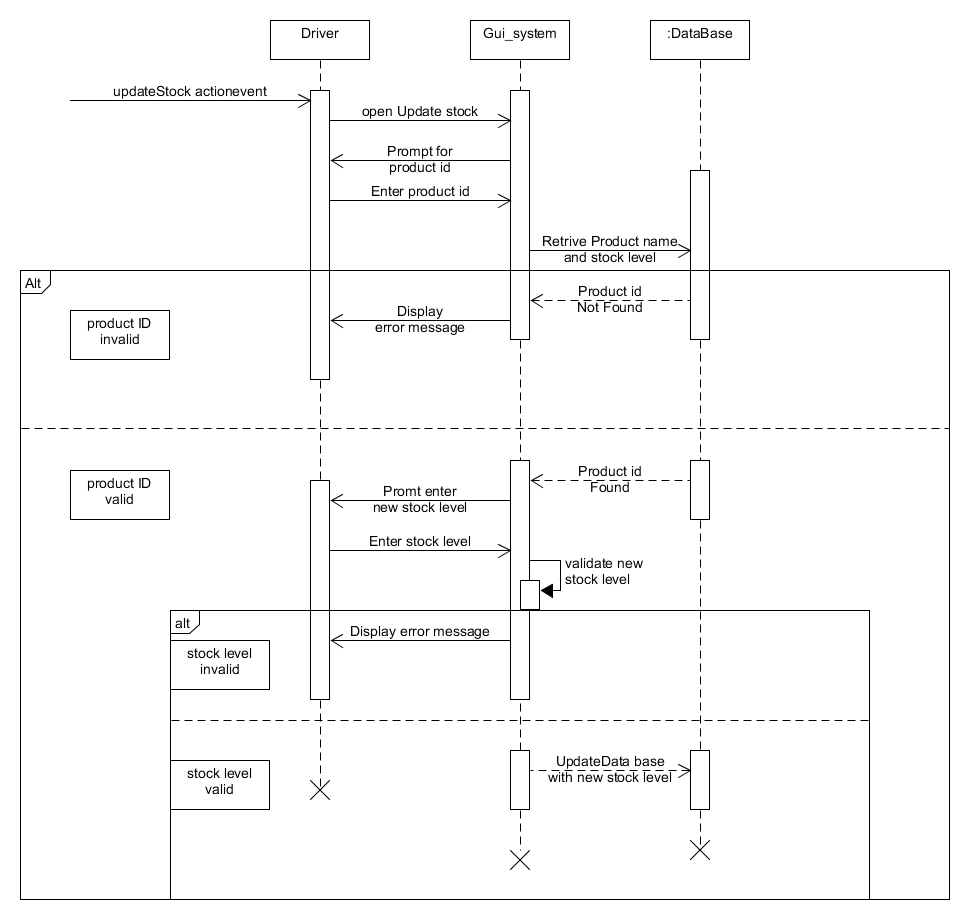 Driver
Gui_system
:DataBase
updateStock actionevent
open Update stock
Prompt for
product id
Enter product id
Retrive Product name
and stock level
Alt
Product id
Not Found
Display
error message
product ID
invalid
product ID
valid
Product id
Found
Promt enter
new stock level
Enter stock level
validate new
stock level
alt
Display error message
stock level
invalid
UpdateData base
with new stock level
stock level
valid